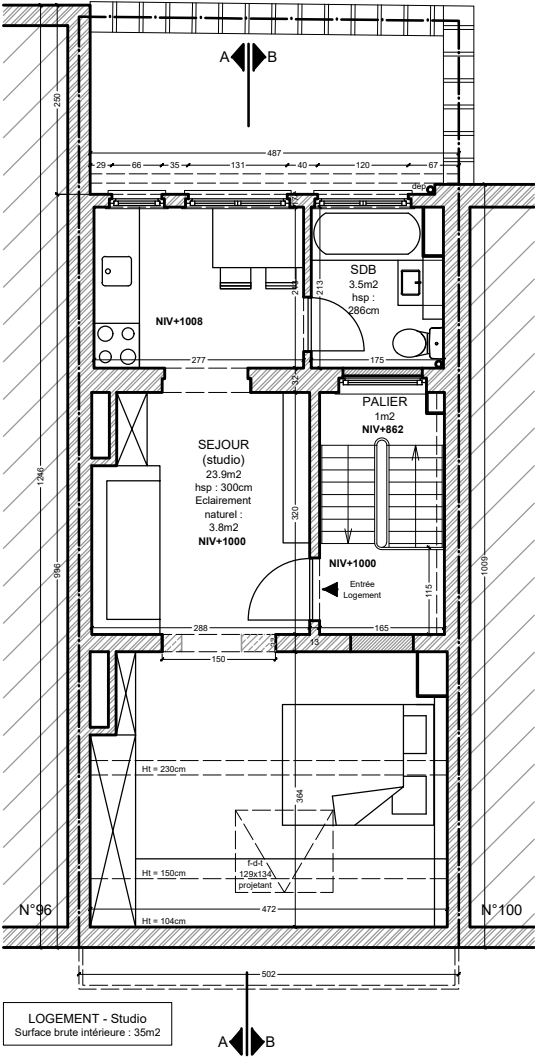 A B
250
487
29 66 35 131 40 120 67
dep.
SDB
3.5m2
hsp :
286cm
213
NIV+1008
277
175
32
PALIER
1m2
NIV+862
SEJOUR
(studio)
23.9m2
hsp : 300cm
Eclairement
naturel :
3.8m2
NIV+1000
320
1246
996
1009
NIV+1000
Entrée
Logement
115
288
13
165
150
Ht = 230cm
364
f-d-t
129x134
projetant
Ht = 150cm
N°96
472
N°100
Ht = 104cm
502
LOGEMENT - Studio
Surface brute intérieure : 35m2
A B